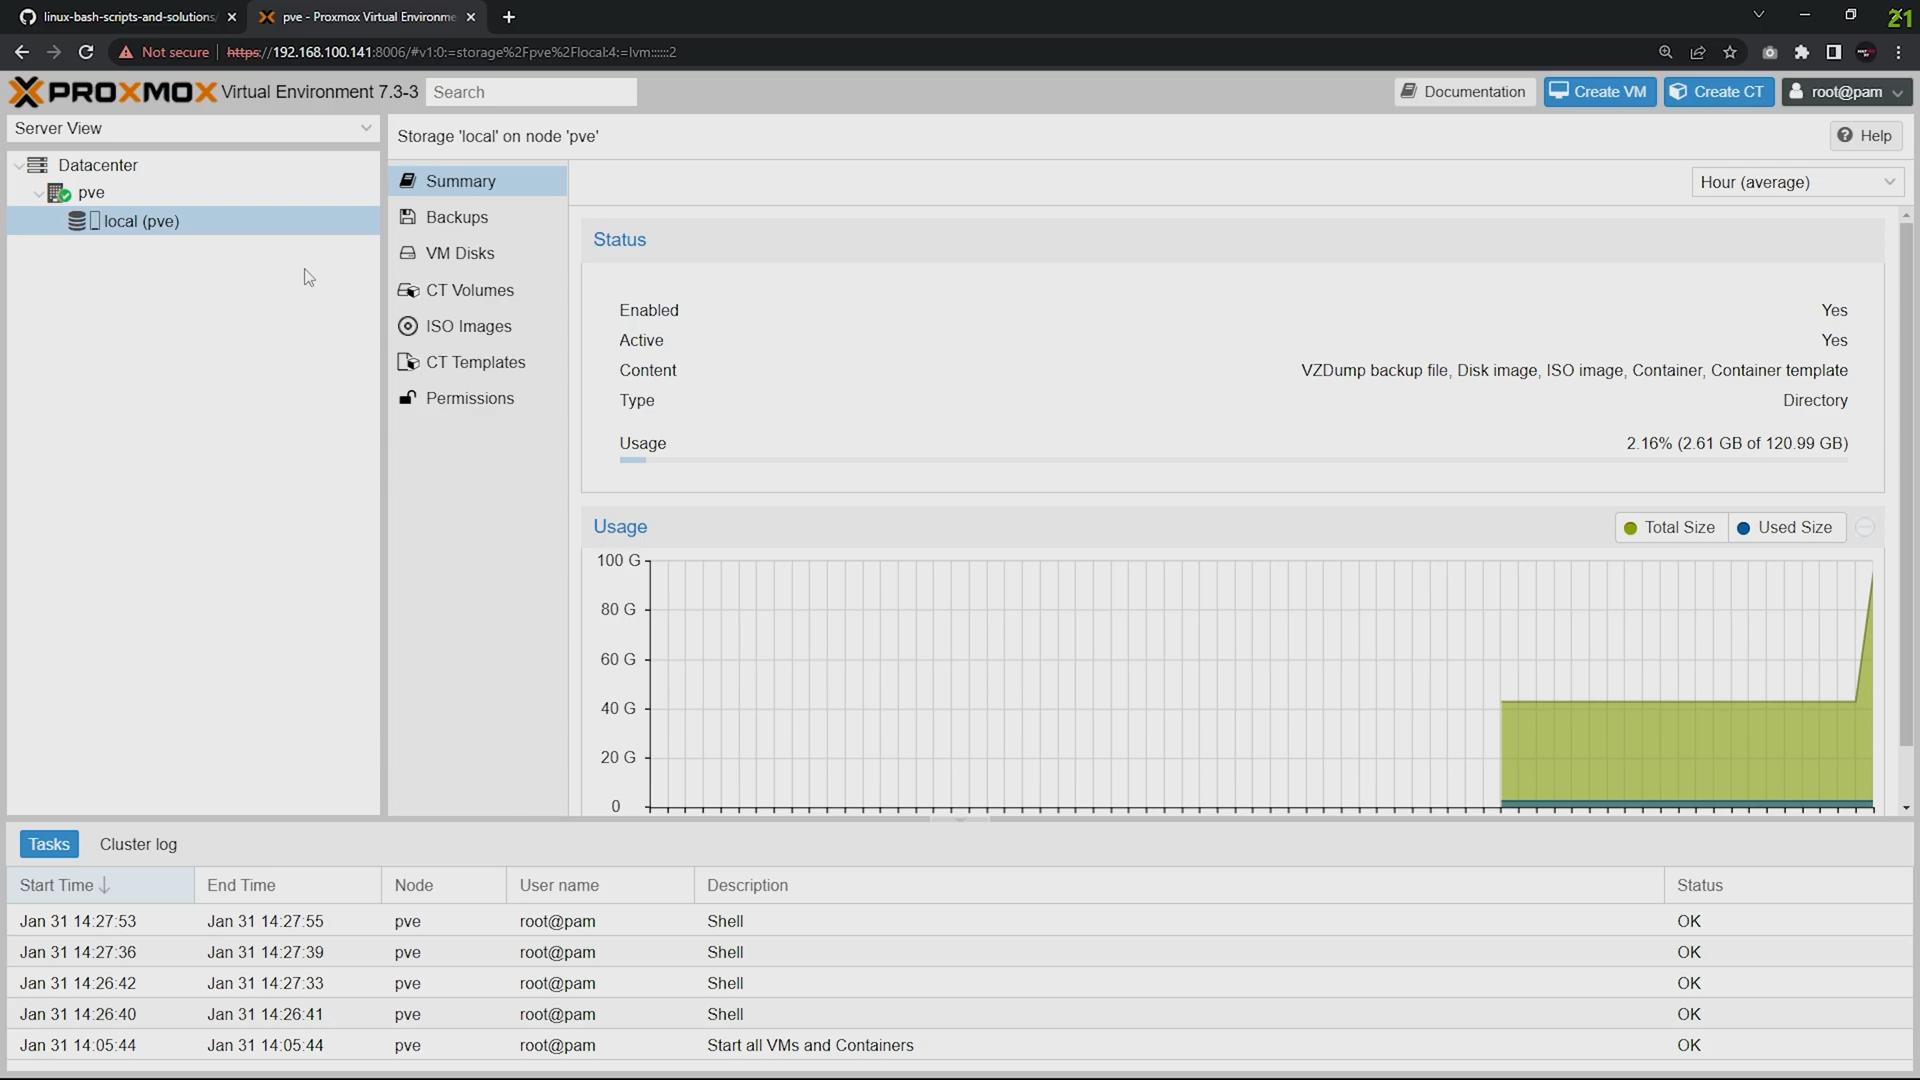 linux-bash-scripts-and-solutions/
pve - Proxmox Virtual Environme
21
Not secure
https://192.168.100.141:8006/#v1:0:=storage%2Fpve%2Flocal:4:=lvm::::::2
PROXMOX Virtual Environment 7.3-3
Search
Documentation
Create VM
Create CT
root@pam
Server View
Datacenter
pve
local (pve)
Storage 'local' on node 'pve'
Help
Summary
Backups
VM Disks
CT Volumes
ISO Images
CT Templates
Permissions
Hour (average)
Status
Enabled Yes
Active Yes
Content VZDump backup file, Disk image, ISO image, Container, Container template
Type Directory
Usage 2.16% (2.61 GB of 120.99 GB)
Usage
Total Size
Used Size
100 G
80 G
60 G
40 G
20 G
0
Tasks
Cluster log
Start Time End Time Node User name Description Status
Jan 31 14:27:53 Jan 31 14:27:55 pve root@pam Shell OK
Jan 31 14:27:36 Jan 31 14:27:39 pve root@pam Shell OK
Jan 31 14:26:42 Jan 31 14:27:33 pve root@pam Shell OK
Jan 31 14:26:40 Jan 31 14:26:41 pve root@pam Shell OK
Jan 31 14:05:44 Jan 31 14:05:44 pve root@pam Start all VMs and Containers OK